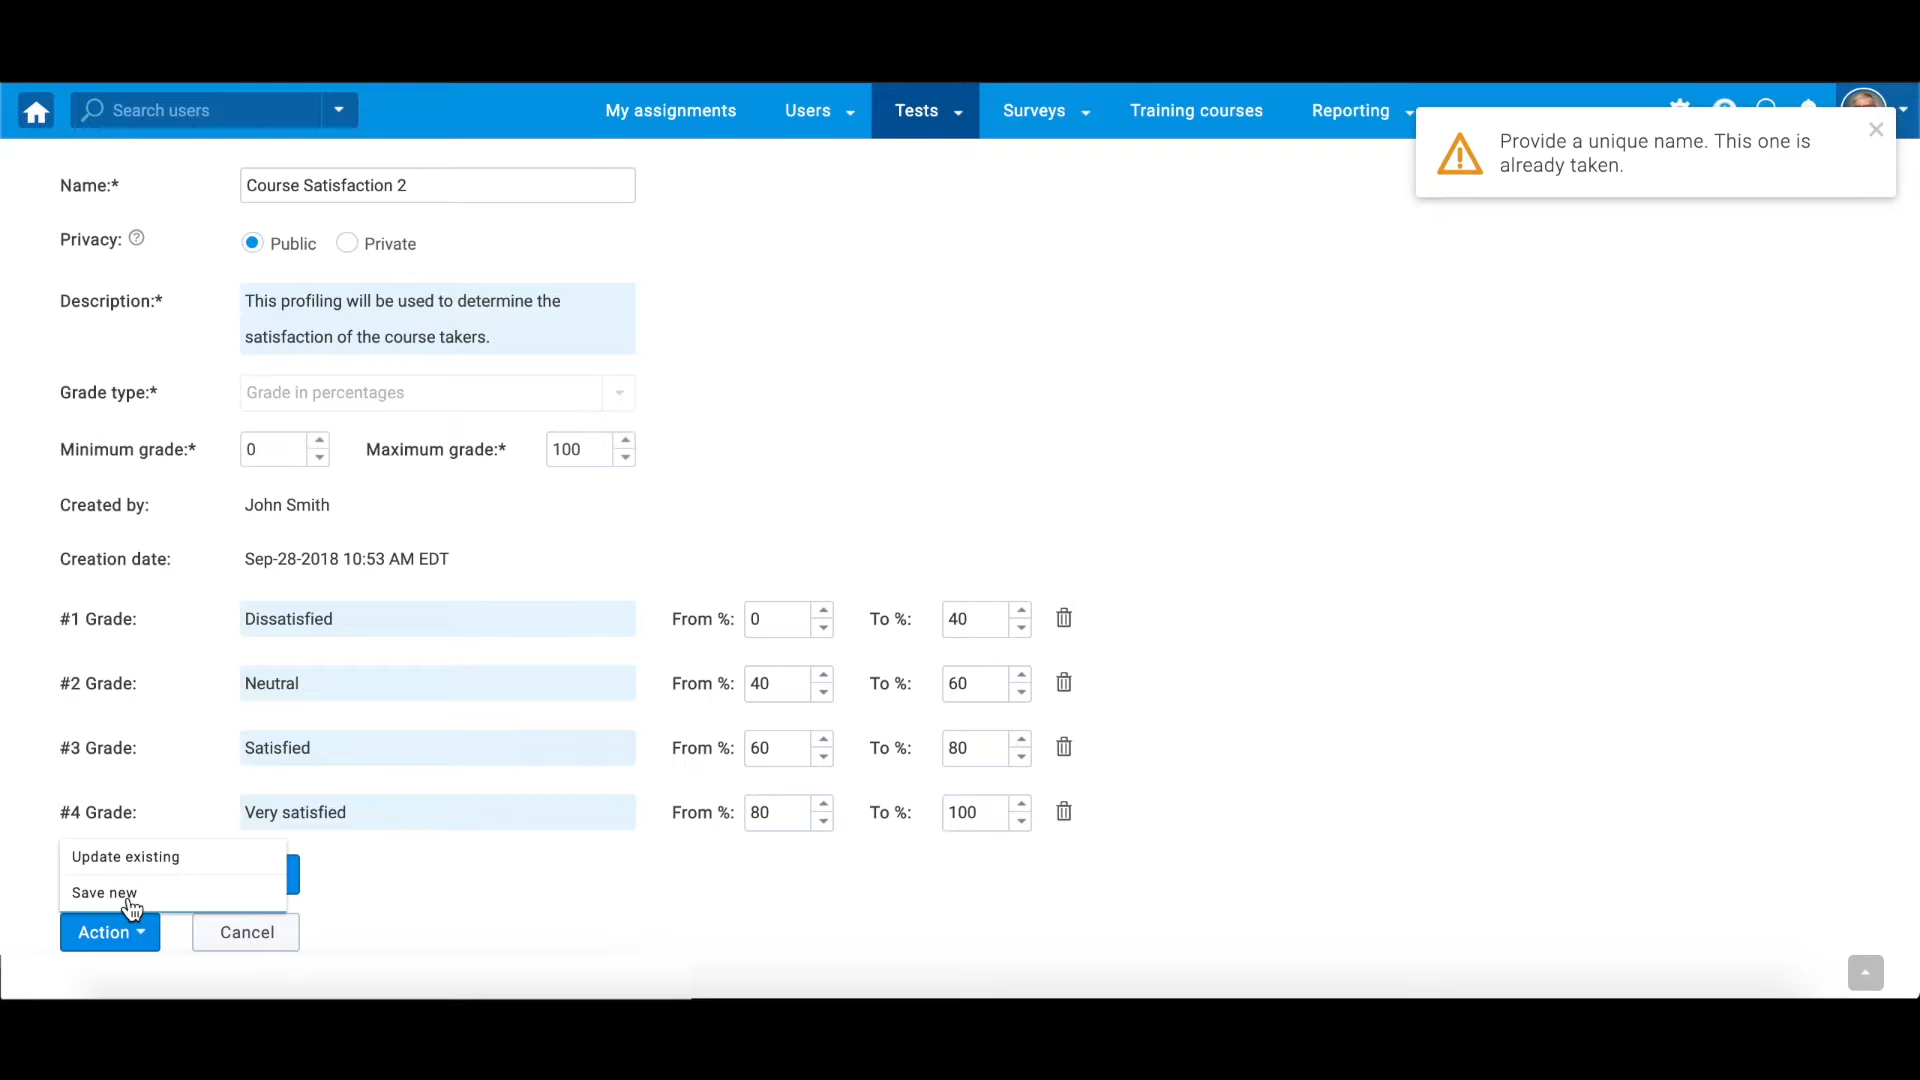 Search users
My assignments Users Tests Surveys Training courses Reporting
Provide a unique name. This one is
already taken.
Name:* Course Satisfaction 2
Privacy: ? Public Private
Description:* This profiling will be used to determine the
satisfaction of the course takers.
Grade type:* Grade in percentages
Minimum grade:* 0 Maximum grade:* 100
Created by: John Smith
Creation date: Sep-28-2018 10:53 AM EDT
#1 Grade: Dissatisfied From %: 0 To %: 40
#2 Grade: Neutral From %: 40 To %: 60
#3 Grade: Satisfied From %: 60 To %: 80
#4 Grade: Very satisfied From %: 80 To %: 100
Update existing
Save new
Action Cancel